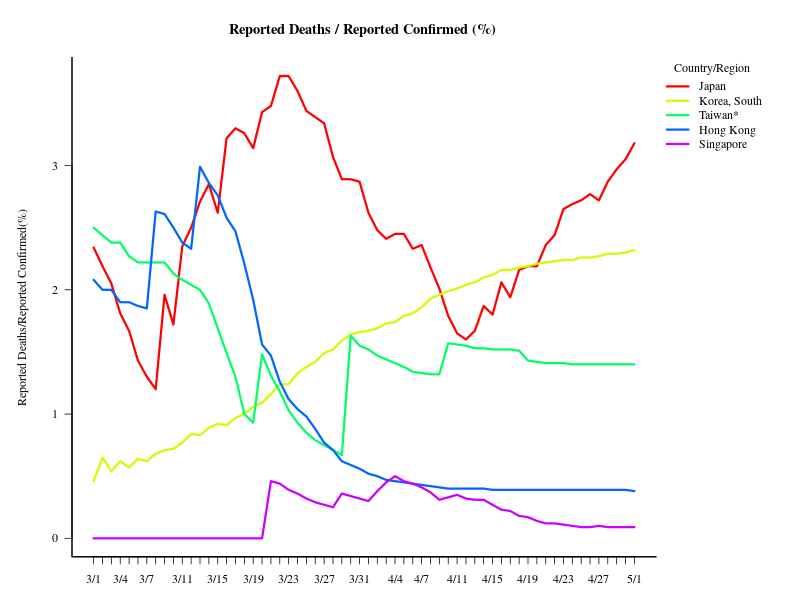 Reported Deaths / Reported Confirmed (%)
Country/Region
Japan
Korea, South
Taiwan*
Hong Kong
Singapore
Reported Deaths/Reported Confirmed(%)
3
2
1
0
3/1 3/4 3/7 3/11 3/15 3/19 3/23 3/27 3/31 4/4 4/7 4/11 4/15 4/19 4/23 4/27 5/1